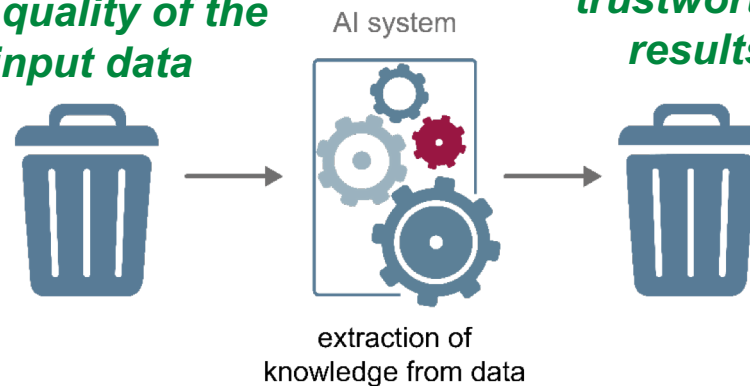 quality of the
input data
AI system
results
extraction of
knowledge from data